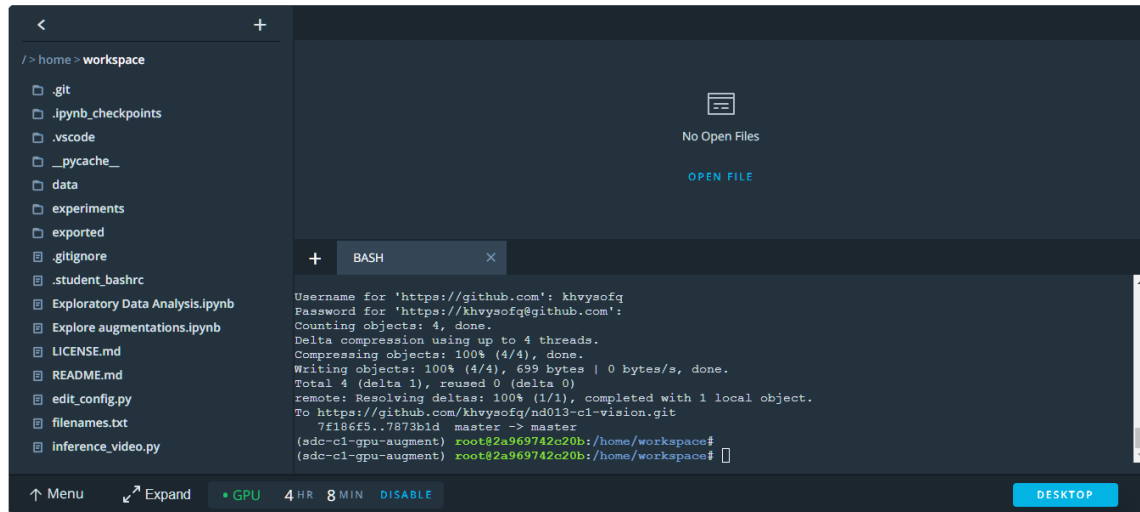 / > home > workspace
.git
.ipynb_checkpoints
.vscode
__pycache__
data
experiments
exported
.gitignore
.student_bashrc
Exploratory Data Analysis.ipynb
Explore augmentations.ipynb
LICENSE.md
README.md
edit_config.py
filenames.txt
inference_video.py
No Open Files
OPEN FILE
+ BASH ×
Username for 'https://github.com': khvysofq
Password for 'https://khvysofq@github.com':
Counting objects: 4, done.
Delta compression using up to 4 threads.
Compressing objects: 100% (4/4), done.
Writing objects: 100% (4/4), 699 bytes | 0 bytes/s, done.
Total 4 (delta 1), reused 0 (delta 0)
remote: Resolving deltas: 100% (1/1), completed with 1 local object.
To https://github.com/khvysofq/nd013-c1-vision.git
   7f186f5..7873b1d  master -> master
(sdc-c1-gpu-augment) root@2a969742c20b:/home/workspace#
(sdc-c1-gpu-augment) root@2a969742c20b:/home/workspace#
Menu Expand • GPU 4 HR 8 MIN DISABLE DESKTOP